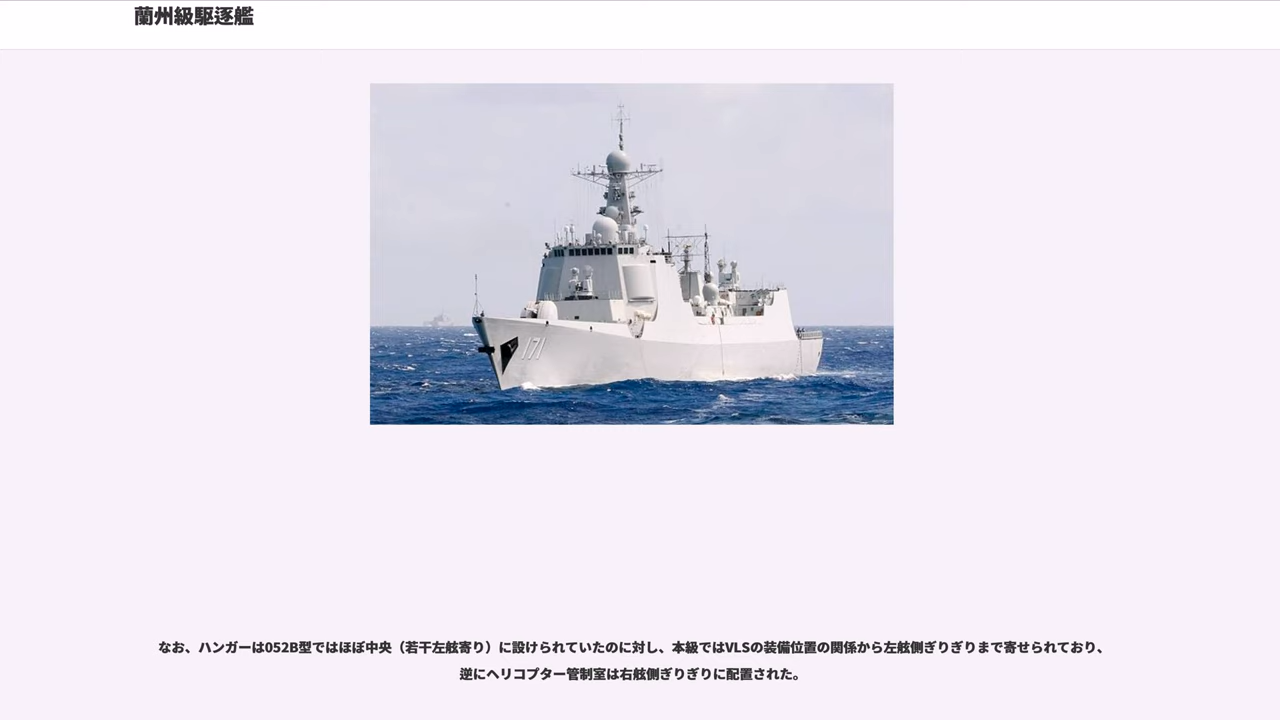 蘭州級駆逐艦
171
なお、ハンガーは052B型ではほぼ中央（若干左舷寄り）に設けられていたのに対し、本級ではVLSの装備位置の関係から左舷側ぎりぎりまで寄せられており、
逆にヘリコプター管制室は右舷側ぎりぎりに配置された。